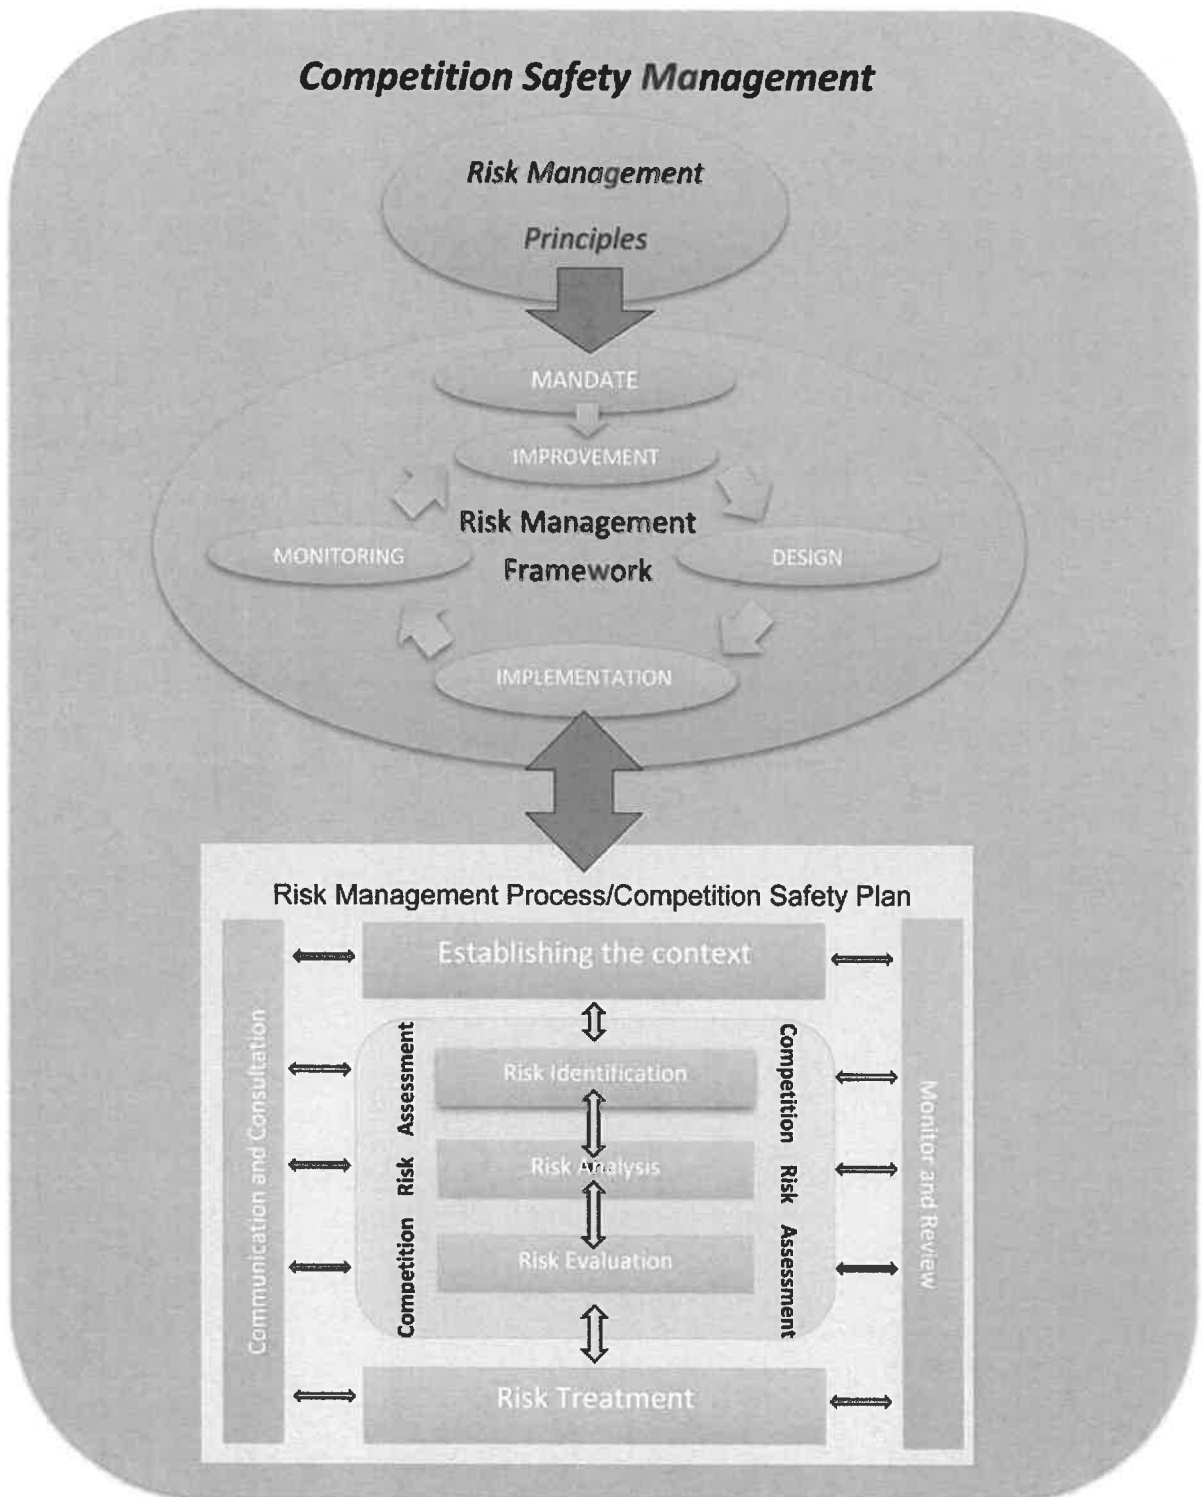 Competition Safety Management
Risk Management
Principles
MANDATE
IMPROVEMENT
Risk Management
Framework
MONITORING
DESIGN
IMPLEMENTATION
Risk Management Process/Competition Safety Plan
Communication and Consultation
Establishing the context
Competition Risk Assessment
Risk Identification
Risk Analysis
Risk Evaluation
Competition Risk Assessment
Risk Treatment
Monitor and Review